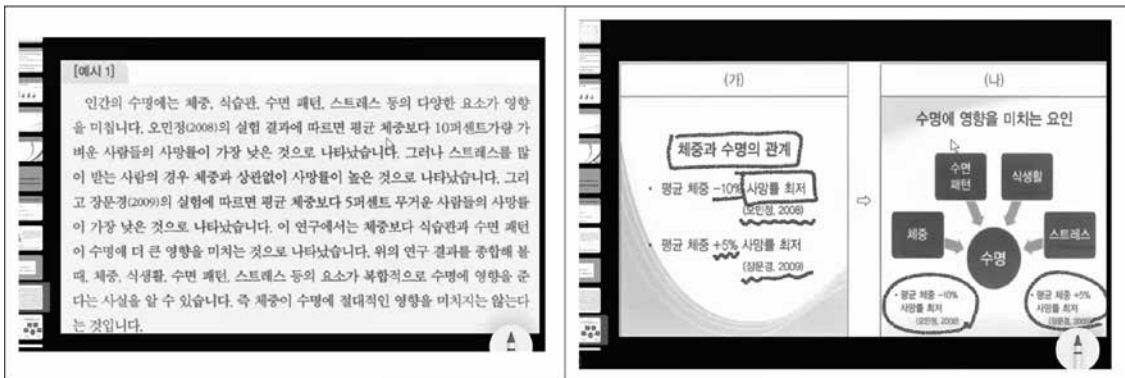 [예시 1]
인간의 수명에는 체중, 식습관, 수면 패턴, 스트레스 등의 다양한 요소가 영향
을 미칩니다. 오민정(2008)의 실험 결과에 따르면 평균 체중보다 10퍼센트가량 가
벼운 사람들의 사망률이 가장 낮은 것으로 나타났습니다. 그러나 스트레스를 많
이 받는 사람의 경우 체중과 상관없이 사망률이 높은 것으로 나타났습니다. 그리
고 장문경(2009)의 실험에 따르면 평균 체중보다 5퍼센트 무거운 사람들의 사망률
이 가장 낮은 것으로 나타났습니다. 이 연구에서는 체중보다 식습관과 수면 패턴
이 수명에 더 큰 영향을 미치는 것으로 나타났습니다. 위의 연구 결과를 종합해 볼
때, 체중, 식생활, 수면 패턴, 스트레스 등의 요소가 복합적으로 수명에 영향을 준
다는 사실을 알 수 있습니다. 즉 체중이 수명에 절대적인 영향을 미치지는 않는다
는 것입니다.
(가)
체중과 수명의 관계
• 평균 체중 -10% 사망률 최저
(오민정, 2008)
• 평균 체중 +5% 사망률 최저
(장문경, 2009)
(나)
수명에 영향을 미치는 요인
수면
패턴
식생활
체중
스트레스
수명
• 평균 체중 -10%
사망률 최저
(오민정, 2008)
• 평균 체중 +5%
사망률 최저
(장문경, 2009)